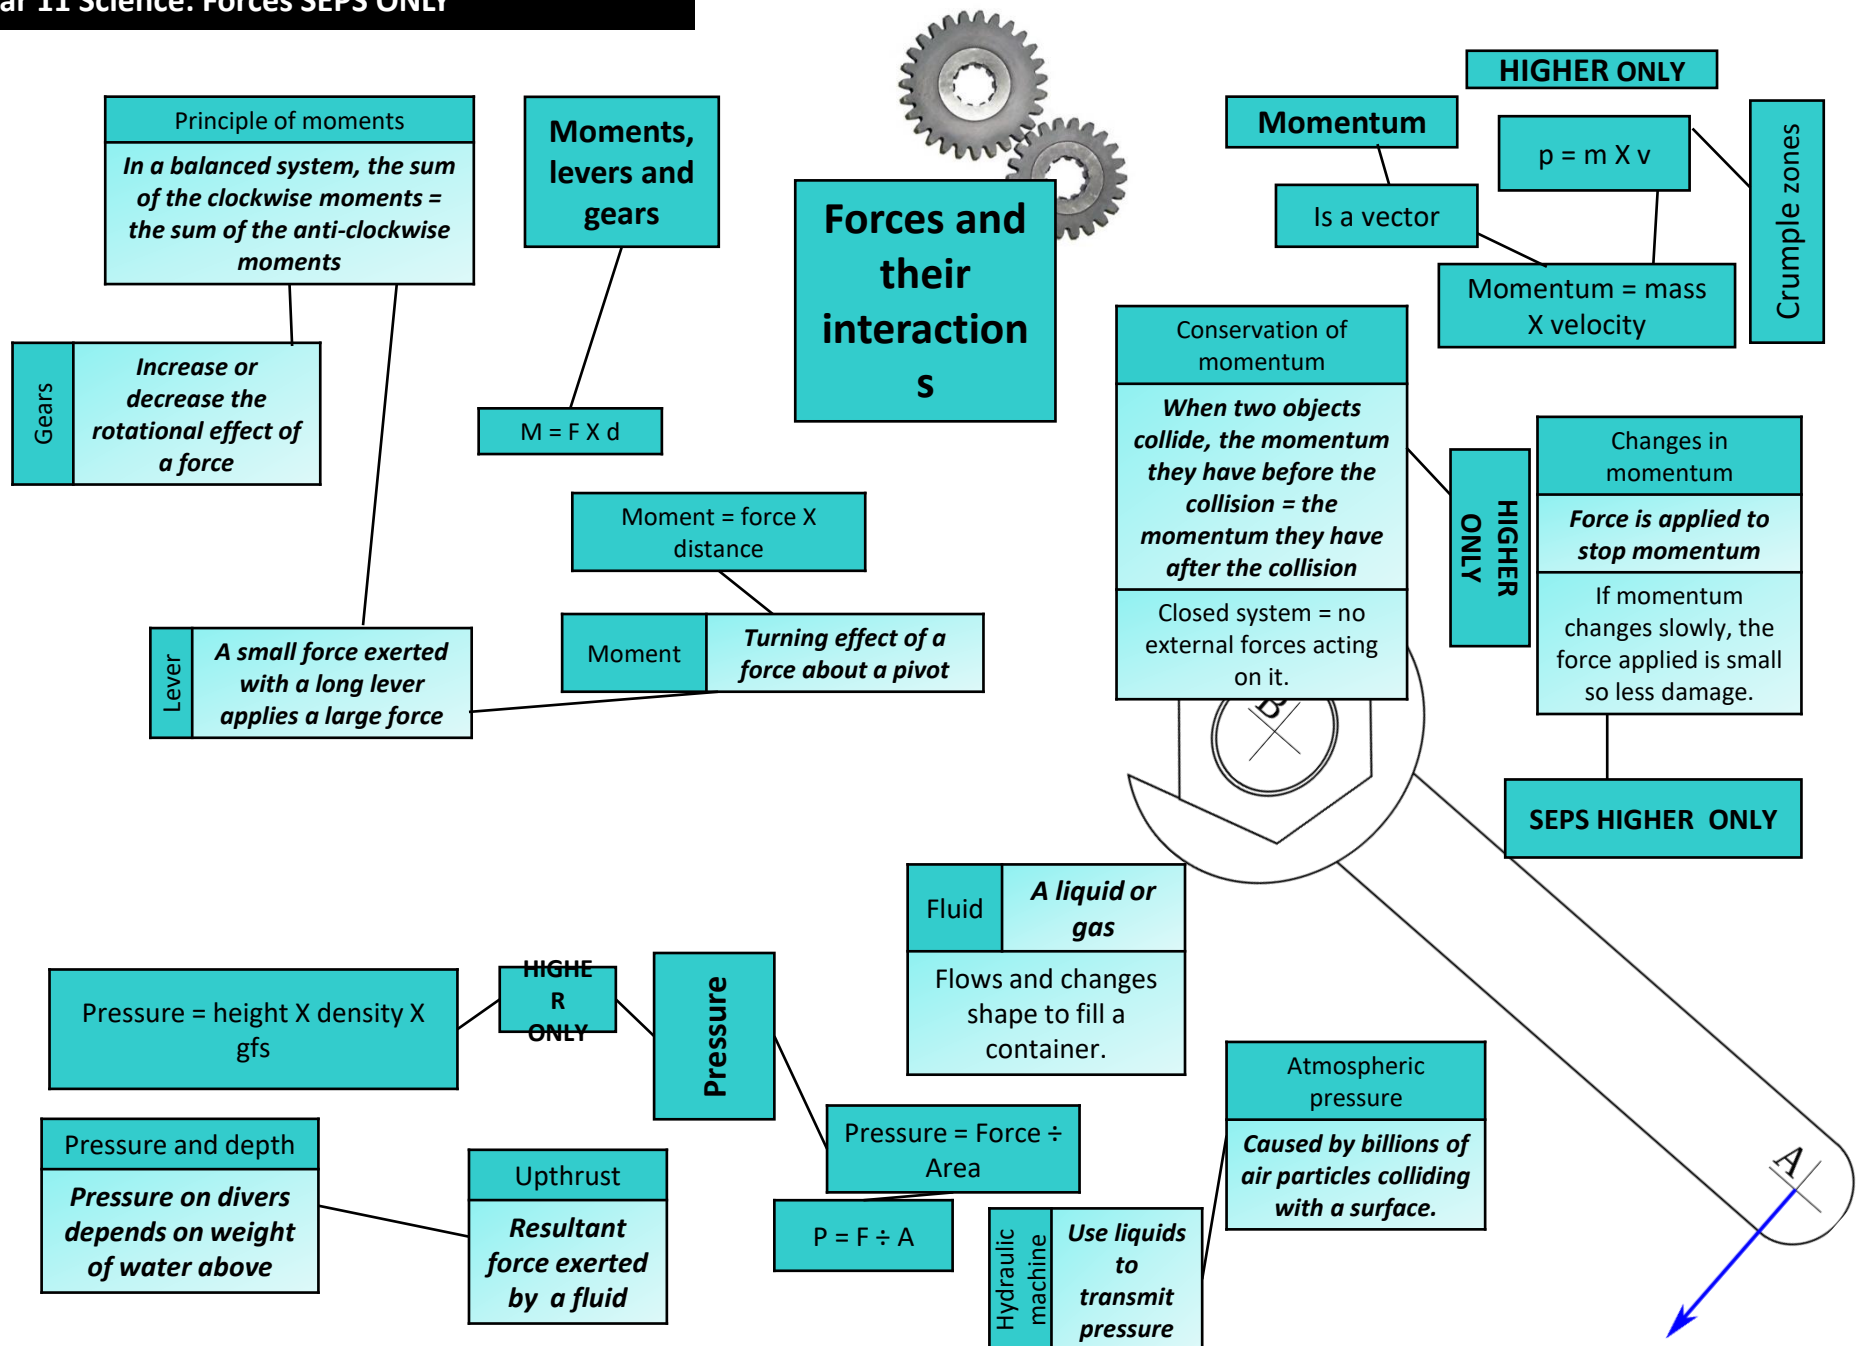 ar 11 Science: Forces SEPS ONLY
Principle of moments
In a balanced system, the sum
of the clockwise moments =
the sum of the anti-clockwise
moments
Moments,
levers and
gears
Forces and
their
interaction
s
HIGHER ONLY
Momentum
p = m X v
Is a vector
Momentum = mass
X velocity
Crumple zones
Gears
Increase or
decrease the
rotational effect of
a force
M = F X d
Moment = force X
distance
Moment
Turning effect of a
force about a pivot
Lever
A small force exerted
with a long lever
applies a large force
Conservation of
momentum
When two objects
collide, the momentum
they have before the
collision = the
momentum they have
after the collision
Closed system = no
external forces acting
on it.
HIGHER
ONLY
Changes in
momentum
Force is applied to
stop momentum
If momentum
changes slowly, the
force applied is small
so less damage.
SEPS HIGHER  ONLY
B
Fluid
A liquid or
gas
Flows and changes
shape to fill a
container.
Pressure = height X density X
gfs
HIGHE
R
ONLY
Pressure
Pressure = Force ÷
Area
P = F ÷ A
Pressure and depth
Pressure on divers
depends on weight
of water above
Upthrust
Resultant
force exerted
by  a fluid
Hydraulic
machine
Use liquids
to
transmit
pressure
Atmospheric
pressure
Caused by billions of
air particles colliding
with a surface.
A